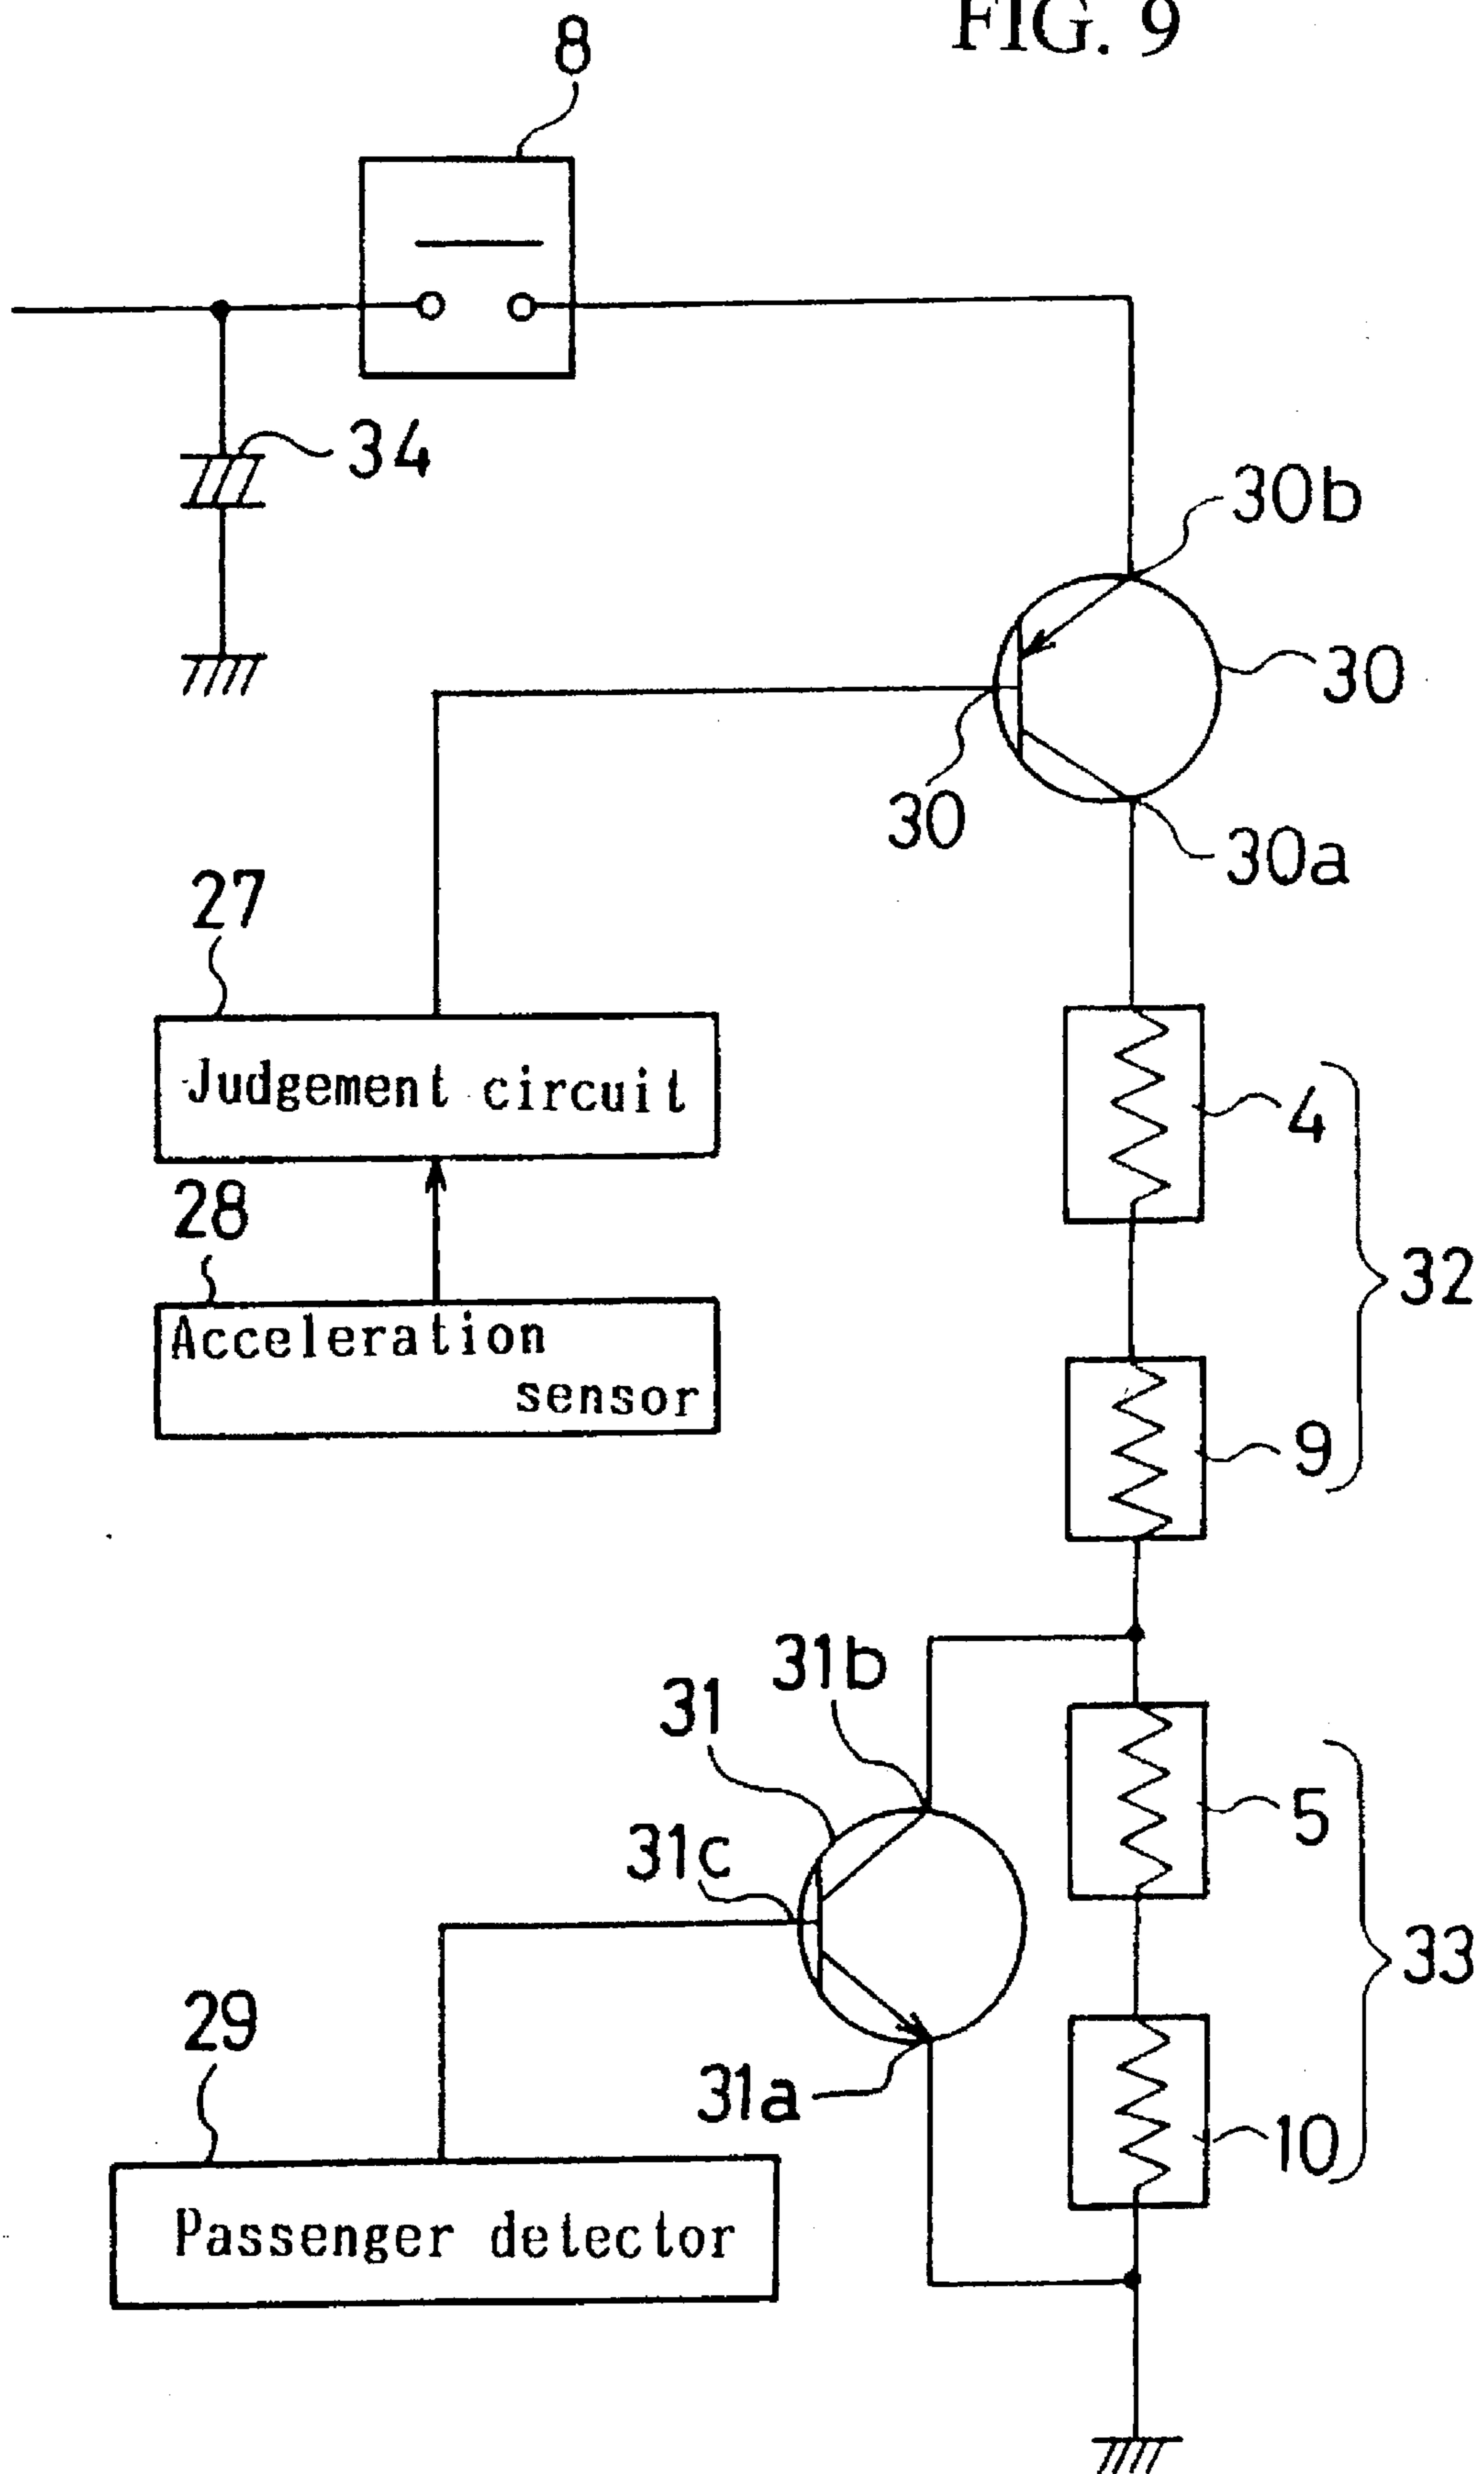 FIG. 9
8
34
30b
30
30
30a
27
Judgement circuit
4
28
32
Acceleration
sensor
9
31b
31
5
31c
33
29
31a
10
Passenger detector